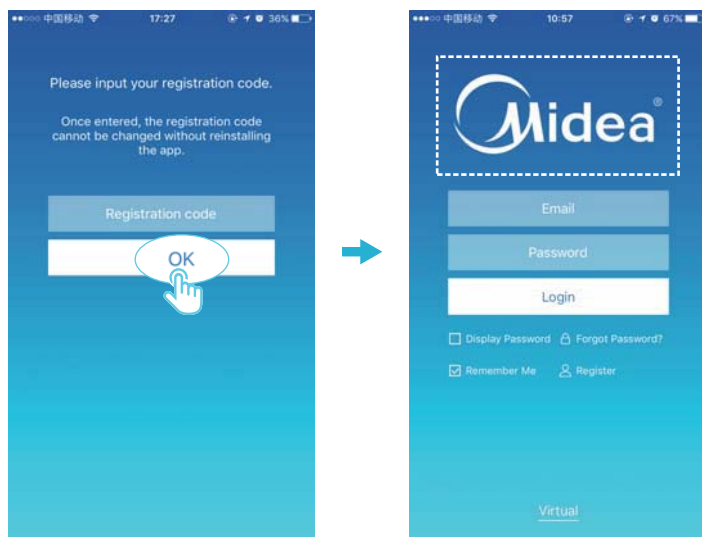 中国移动 17:27 36%
Please input your registration code.
Once entered, the registration code
cannot be changed without reinstalling
the app.
Registration code
OK
中国移动 10:57 67%
Midea®
Email
Password
Login
Display Password Forgot Password?
Remember Me Register
Virtual